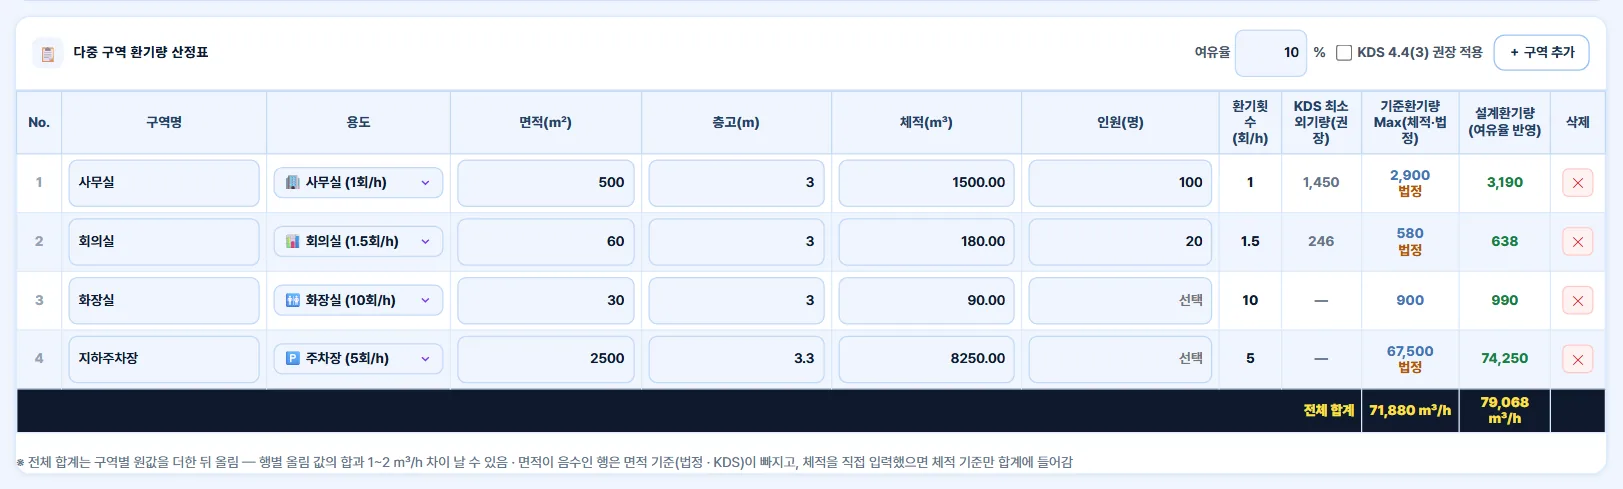 다중 구역 환기량 산정표
여유율 10 % KDS 4.4(3) 권장 적용 + 구역 추가
No. 구역명 용도 면적(m²) 층고(m) 체적(m³) 인원(명) 환기횟수 (회/h) KDS 최소 외기량(권장) 기준환기량 Max(체적·법정) 설계환기량 (여유율 반영) 삭제
1 사무실 사무실 (1회/h) 500 3 1500.00 100 1 1,450 2,900 법정 3,190
2 회의실 회의실 (1.5회/h) 60 3 180.00 20 1.5 246 580 법정 638
3 화장실 화장실 (10회/h) 30 3 90.00 선택 10 — 900 990
4 지하주차장 주차장 (5회/h) 2500 3.3 8250.00 선택 5 — 67,500 법정 74,250
전체 합계 71,880 m³/h 79,068 m³/h
※ 전체 합계는 구역별 원값을 더한 뒤 올림 — 행별 올림 값의 합과 1~2 m³/h 차이 날 수 있음 · 면적이 음수인 행은 면적 기준(법정 · KDS)이 빠지고, 체적을 직접 입력했으면 체적 기준만 합계에 들어감